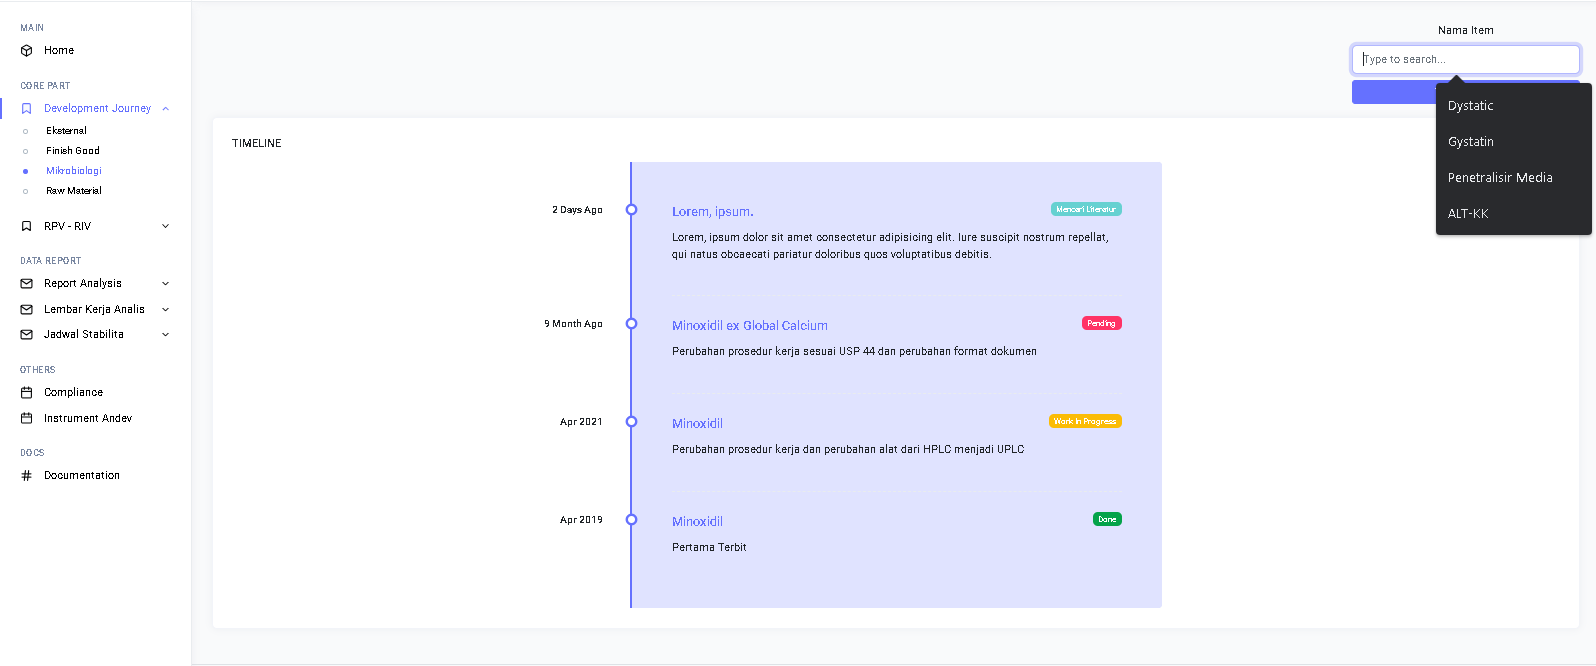 MAIN
Home
CORE PART
Development Journey
Eksternal
Finish Good
Mikrobiologi
Raw Material
RPV - RIV
DATA REPORT
Report Analysis
Lembar Kerja Analis
Jadwal Stabilita
OTHERS
Compliance
Instrument Andev
DOCS
Documentation
Nama Item
Type to search...
Dystatic
Gystatin
Penetralisir Media
ALT-KK
TIMELINE
2 Days Ago
Lorem, ipsum.
Mencari Literatur
Lorem, ipsum dolor sit amet consectetur adipisicing elit. Iure suscipit nostrum repellat,
qui natus obcaecati pariatur doloribus quos voluptatibus debitis.
9 Month Ago
Minoxidil ex Global Calcium
Pending
Perubahan prosedur kerja sesuai USP 44 dan perubahan format dokumen
Apr 2021
Minoxidil
Work In Progress
Perubahan prosedur kerja dan perubahan alat dari HPLC menjadi UPLC
Apr 2019
Minoxidil
Done
Pertama Terbit